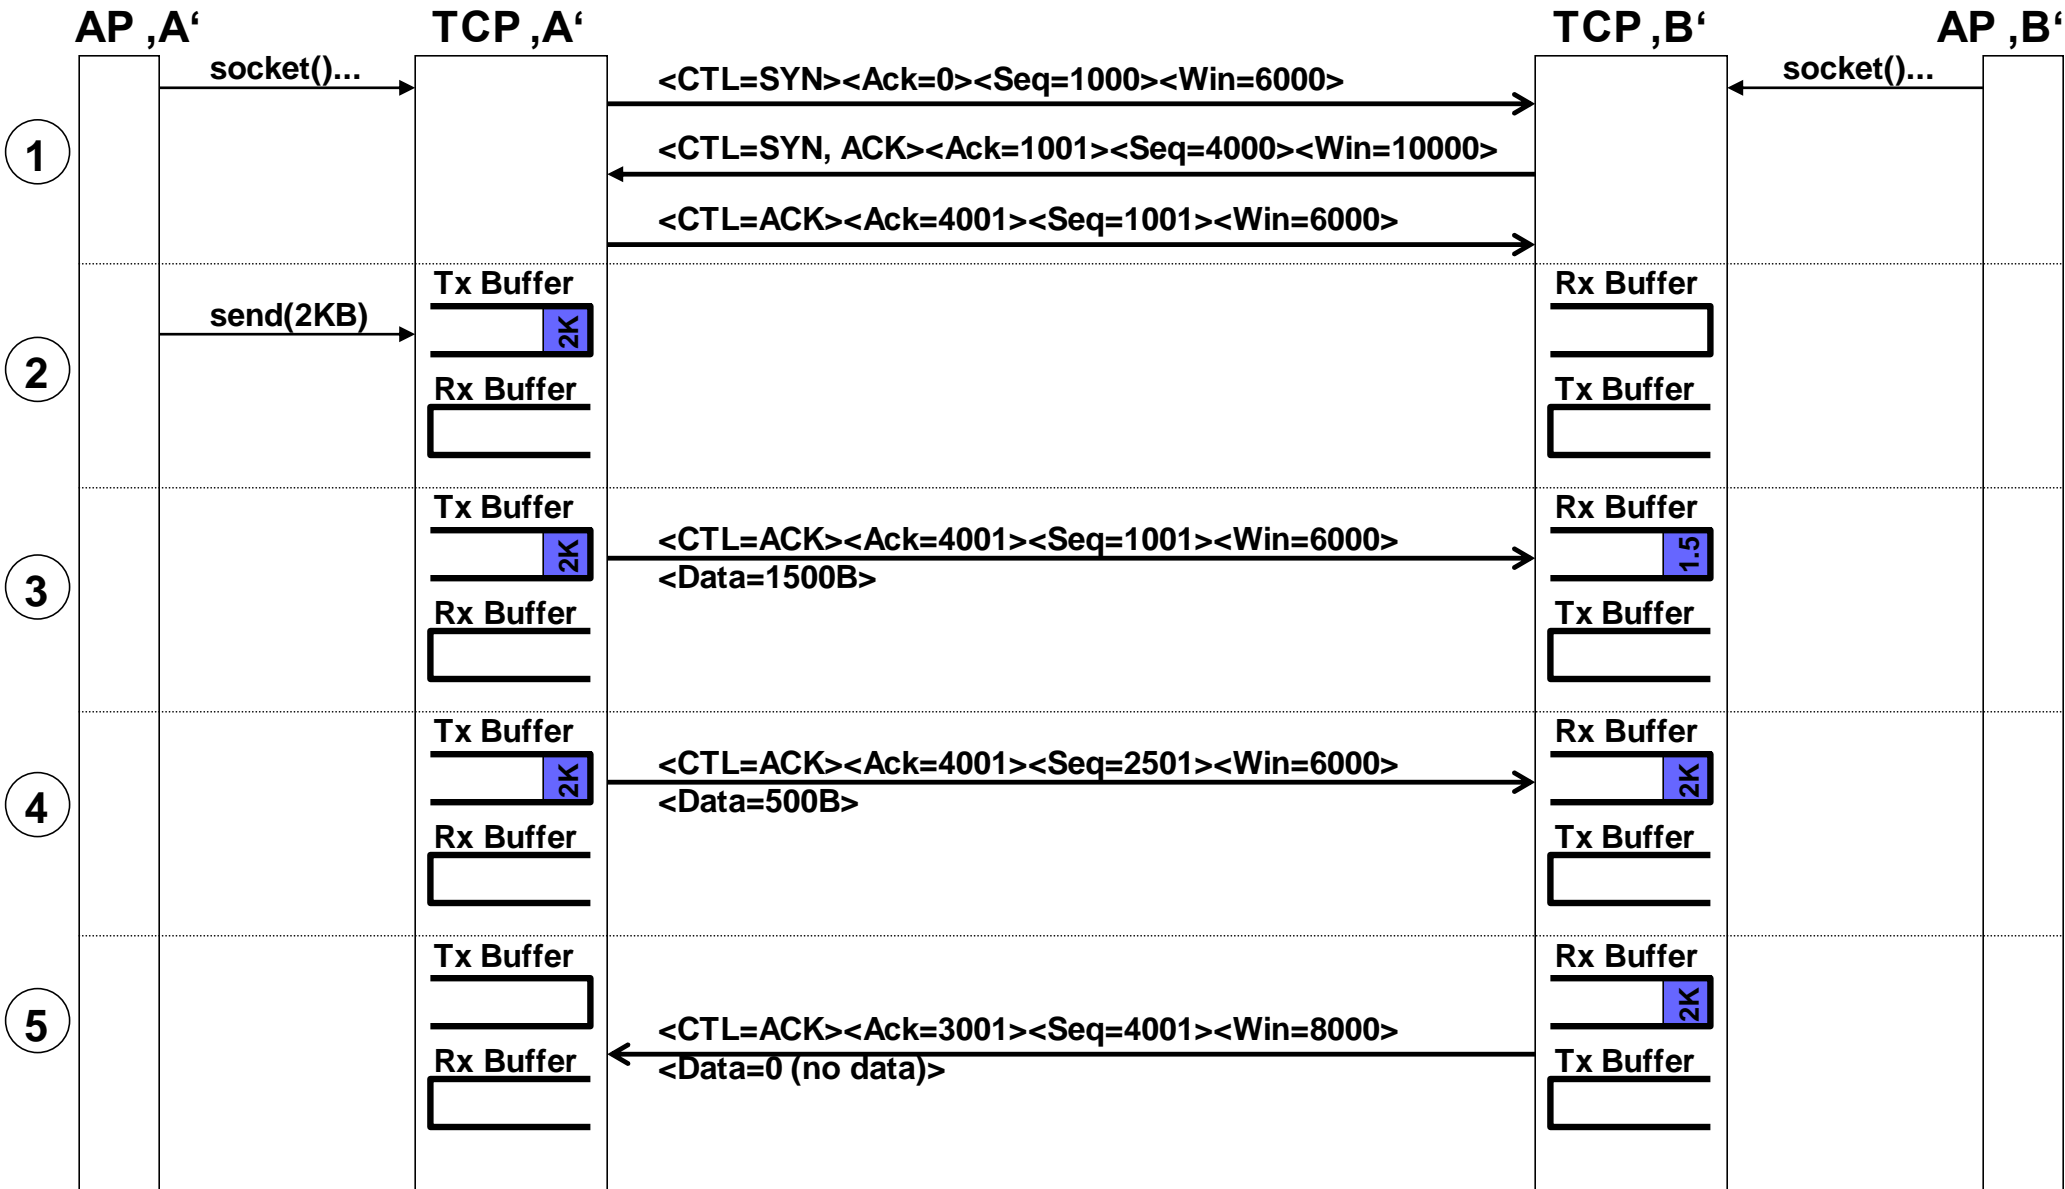 AP ‚A‘
TCP ‚A‘
TCP ‚B‘
AP ‚B‘
socket()...
<CTL=SYN><Ack=0><Seq=1000><Win=6000>
socket()...
1
<CTL=SYN, ACK><Ack=1001><Seq=4000><Win=10000>
<CTL=ACK><Ack=4001><Seq=1001><Win=6000>
Tx Buffer
Rx Buffer
send(2KB)
2K
2
Rx Buffer
Tx Buffer
Tx Buffer
Rx Buffer
2K
<CTL=ACK><Ack=4001><Seq=1001><Win=6000>
1.5
<Data=1500B>
3
Rx Buffer
Tx Buffer
Tx Buffer
Rx Buffer
2K
<CTL=ACK><Ack=4001><Seq=2501><Win=6000>
2K
<Data=500B>
4
Rx Buffer
Tx Buffer
Tx Buffer
Rx Buffer
2K
5
<CTL=ACK><Ack=3001><Seq=4001><Win=8000>
Rx Buffer
<Data=0 (no data)>
Tx Buffer